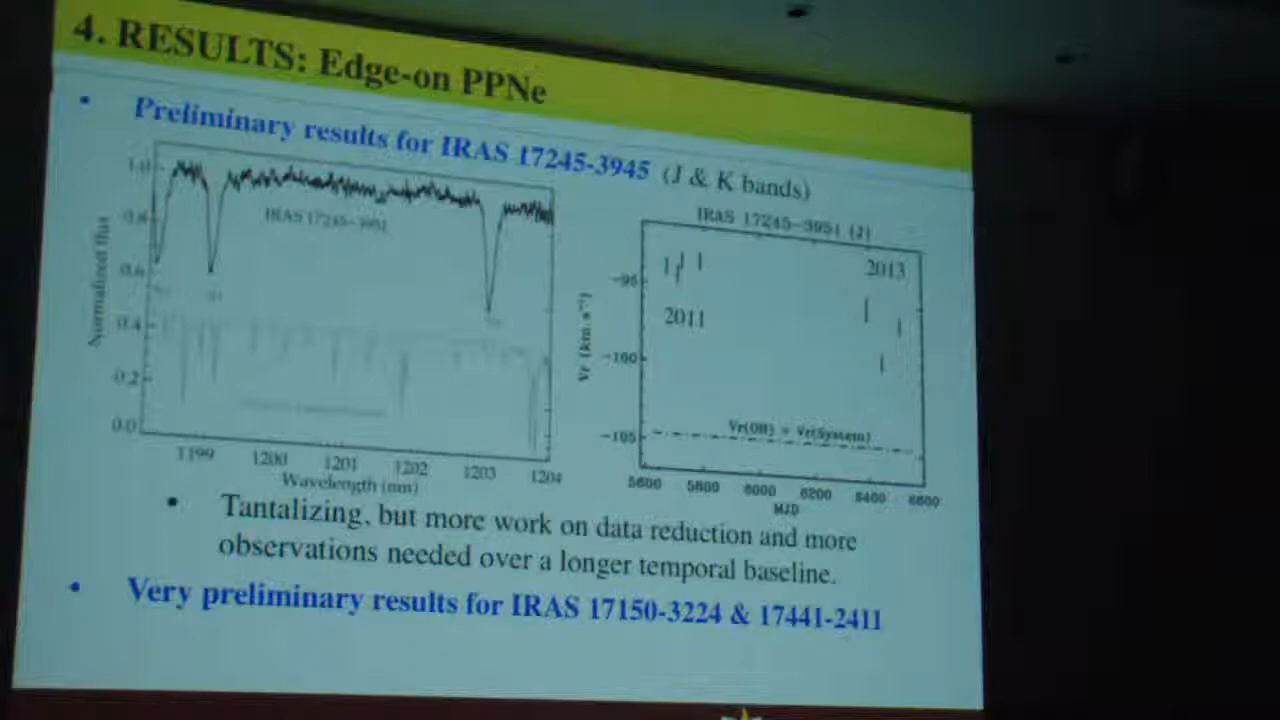 4. RESULTS: Edge-on PPNe
• Preliminary results for IRAS 17245-3945 (J & K bands)
1.0
0.8
0.6
0.4
0.2
0.0
Normalized flux
IRAS 17245-3951
1199 1200 1201 1202 1203 1204
Wavelength (nm)
IRAS 17245-3951 (J)
2013
2011
-95
-100
-105
Vr (km s⁻¹)
Vr(OH) = Vr(System)
5600 5800 6000 6200 6400 6600
MJD
• Tantalizing, but more work on data reduction and more
observations needed over a longer temporal baseline.
• Very preliminary results for IRAS 17150-3224 & 17441-2411